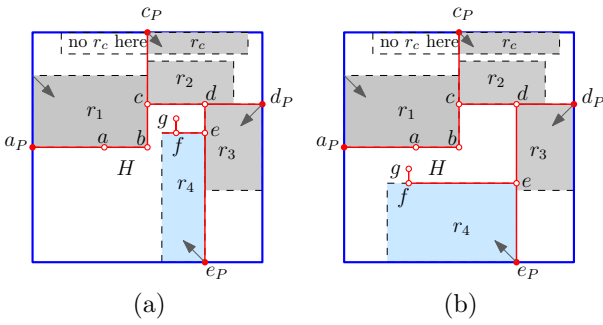 c_P
no r_c here r_c
r_2
d_P
c d
r_1
g
a_P a b f e r_3
H
r_4
e_P
(a)
c_P
no r_c here r_c
r_2
d_P
c d
r_1
a_P a b r_3
H
g
f e
r_4
e_P
(b)